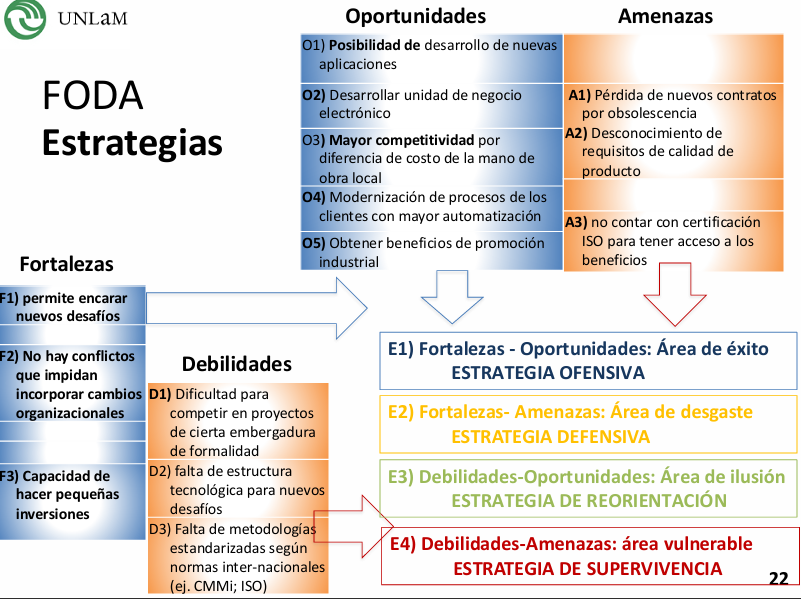 UNLAM
FODA
Estrategias
Oportunidades
O1) Posibilidad de desarrollo de nuevas
aplicaciones
O2) Desarrollar unidad de negocio
electrónico
O3) Mayor competitividad por
diferencia de costo de la mano de
obra local
O4) Modernización de procesos de los
clientes con mayor automatización
O5) Obtener beneficios de promoción
industrial
Amenazas
A1) Pérdida de nuevos contratos
por obsolescencia
A2) Desconocimiento de
requisitos de calidad de
producto
A3) no contar con certificación
ISO para tener acceso a los
beneficios
Fortalezas
F1) permite encarar
nuevos desafíos
F2) No hay conflictos
que impidan
incorporar cambios
organizacionales
F3) Capacidad de
hacer pequeñas
inversiones
Debilidades
D1) Dificultad para
competir en proyectos
de cierta embergadura
de formalidad
D2) falta de estructura
tecnológica para nuevos
desafíos
D3) Falta de metodologías
estandarizadas según
normas inter-nacionales
(ej. CMMi; ISO)
E1) Fortalezas - Oportunidades: Área de éxito
ESTRATEGIA OFENSIVA
E2) Fortalezas- Amenazas: Área de desgaste
ESTRATEGIA DEFENSIVA
E3) Debilidades-Oportunidades: Área de ilusión
ESTRATEGIA DE REORIENTACIÓN
E4) Debilidades-Amenazas: área vulnerable
ESTRATEGIA DE SUPERVIVENCIA
22